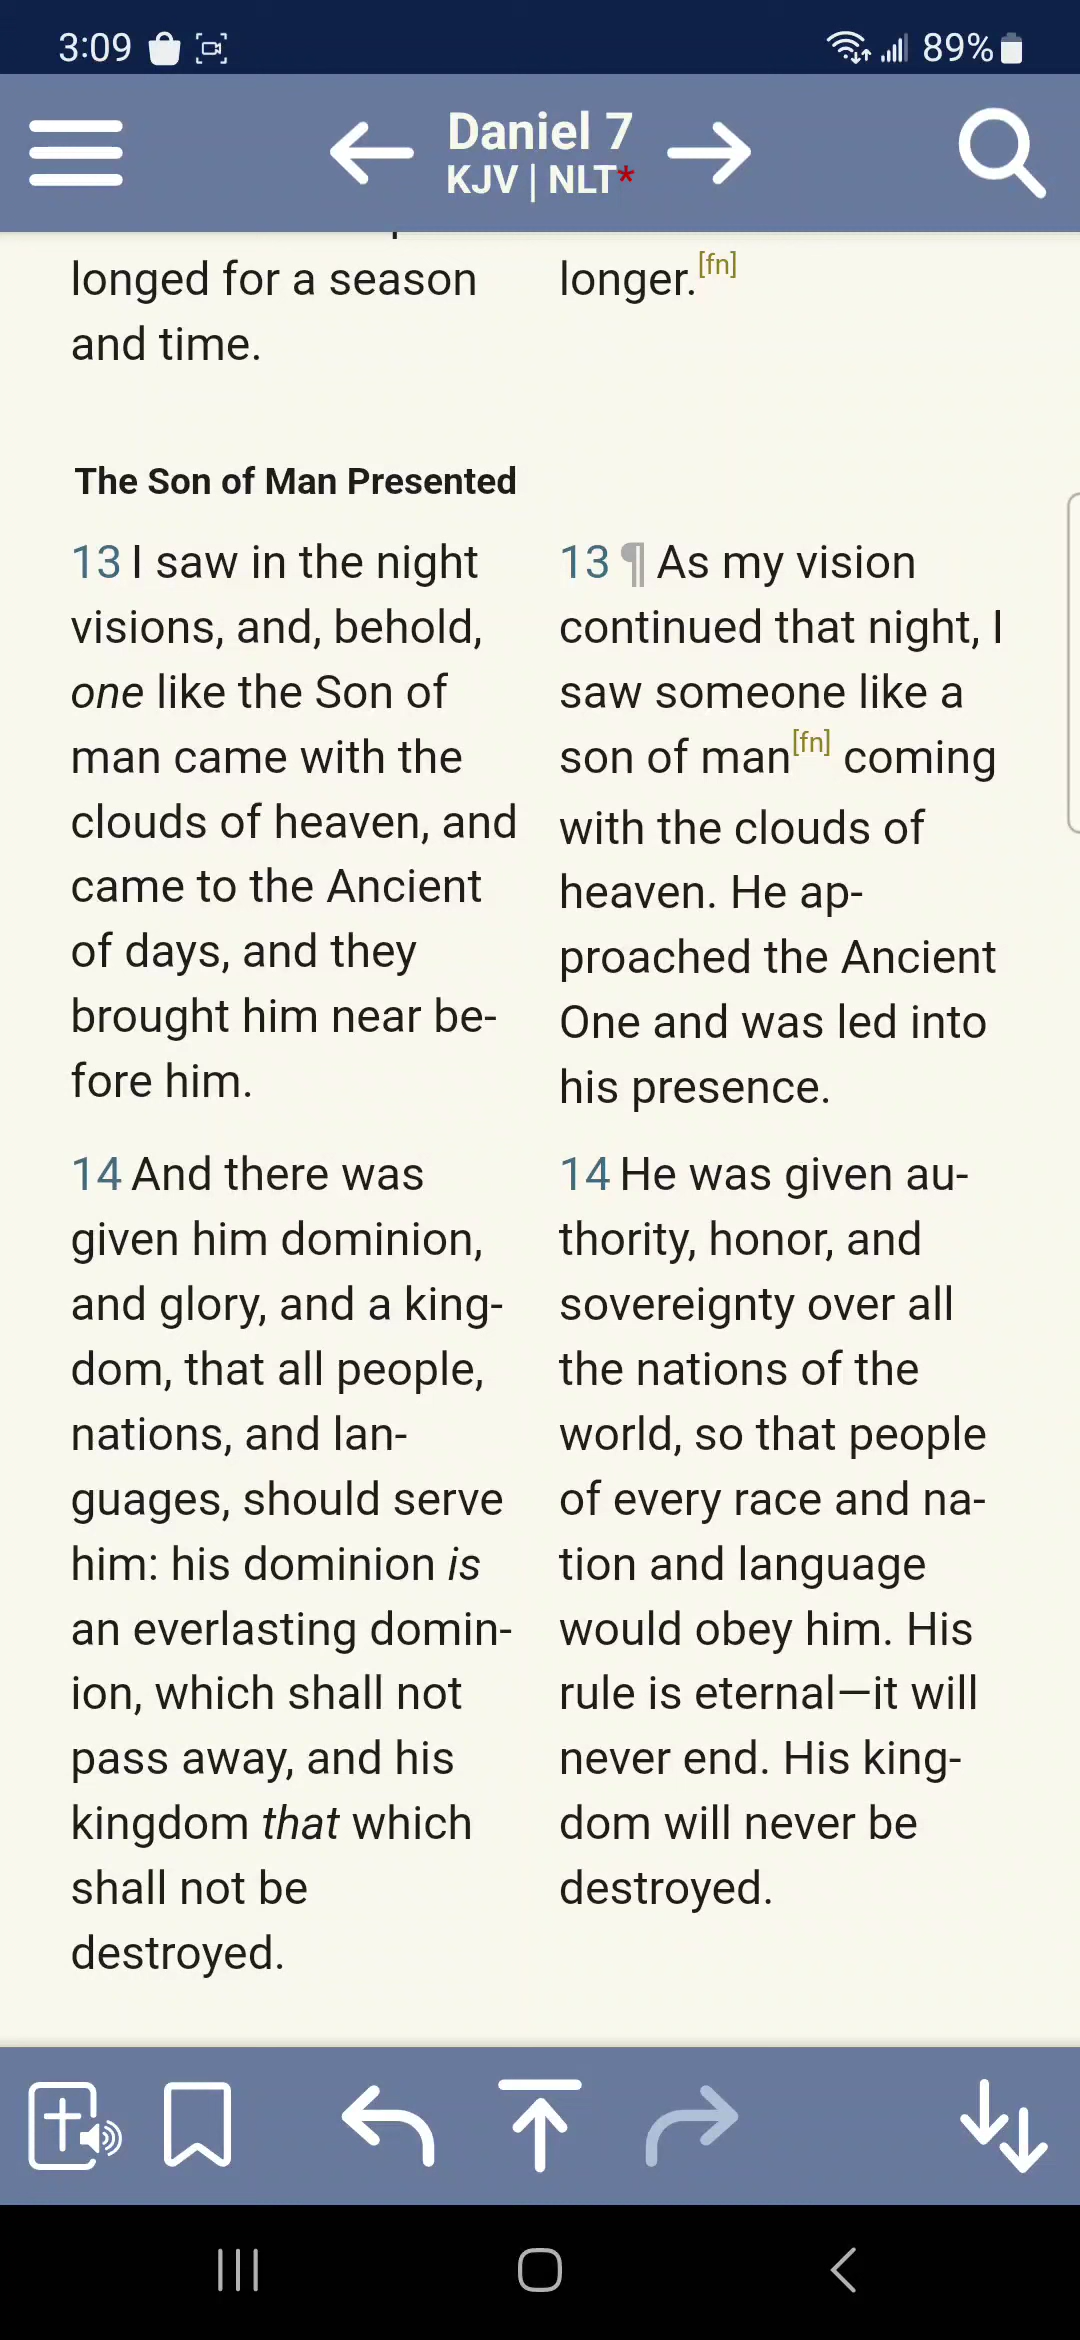 3:09
89%
Daniel 7
KJV | NLT*
longed for a season
and time.
longer.[fn]
The Son of Man Presented
13 I saw in the night
visions, and, behold,
one like the Son of
man came with the
clouds of heaven, and
came to the Ancient
of days, and they
brought him near be-
fore him.
14 And there was
given him dominion,
and glory, and a king-
dom, that all people,
nations, and lan-
guages, should serve
him: his dominion is
an everlasting domin-
ion, which shall not
pass away, and his
kingdom that which
shall not be
destroyed.
13 ¶ As my vision
continued that night, I
saw someone like a
son of man[fn] coming
with the clouds of
heaven. He ap-
proached the Ancient
One and was led into
his presence.
14 He was given au-
thority, honor, and
sovereignty over all
the nations of the
world, so that people
of every race and na-
tion and language
would obey him. His
rule is eternal—it will
never end. His king-
dom will never be
destroyed.